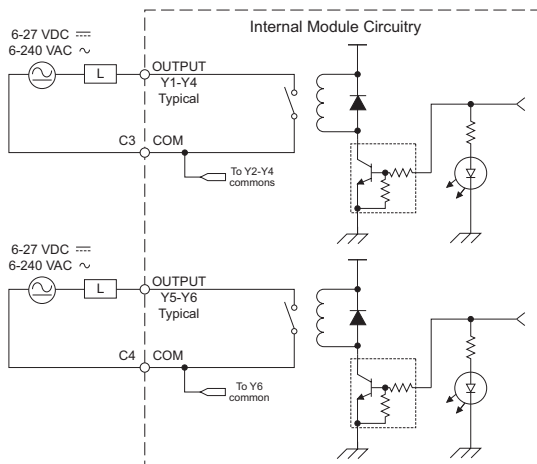 Internal Module Circuitry
6-27 VDC ⎓
6-240 VAC ∿
L
OUTPUT
Y1-Y4
Typical
C3
COM
To Y2-Y4
commons
6-27 VDC ⎓
6-240 VAC ∿
L
OUTPUT
Y5-Y6
Typical
C4
COM
To Y6
common